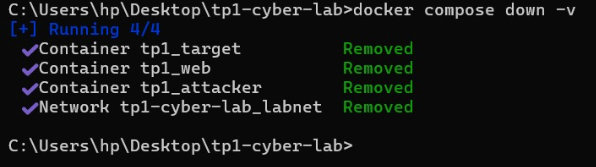 C:\Users\hp\Desktop\tp1-cyber-lab>docker compose down -v
[+] Running 4/4
✔Container tp1_target Removed
✔Container tp1_web Removed
✔Container tp1_attacker Removed
✔Network tp1-cyber-lab_labnet Removed
C:\Users\hp\Desktop\tp1-cyber-lab>